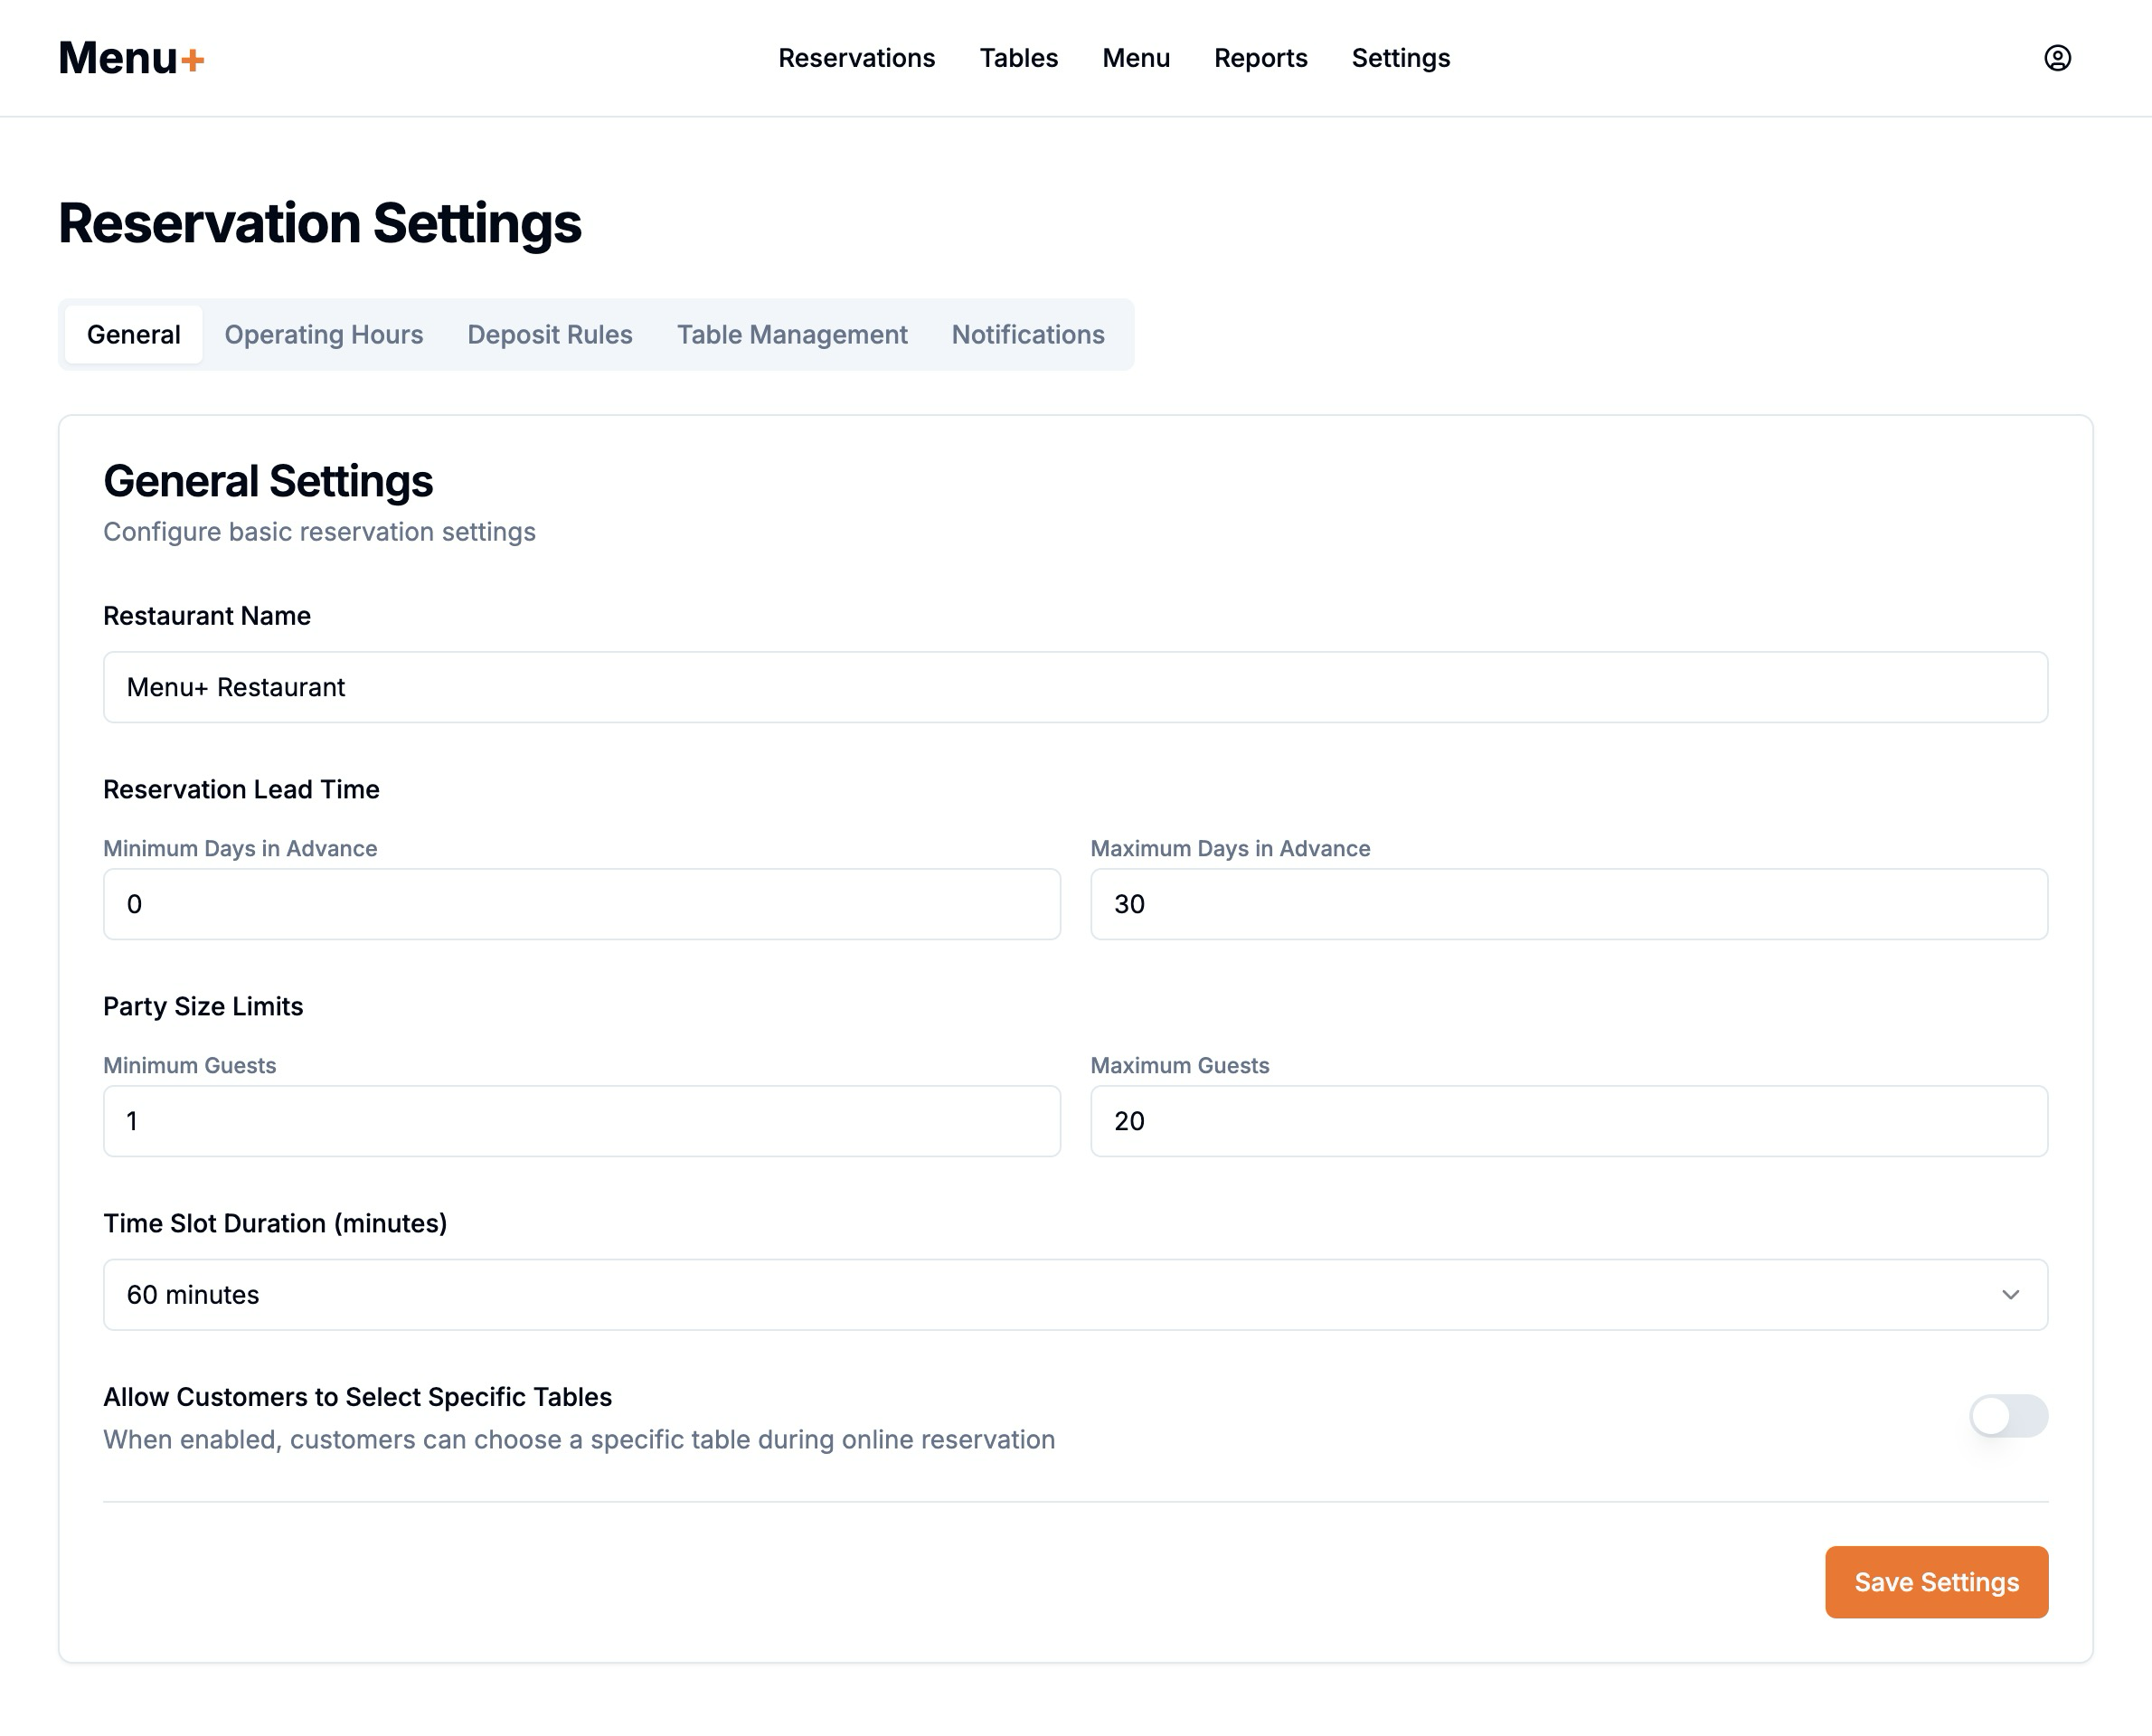 Menu+
Reservations Tables Menu Reports Settings
Reservation Settings
General Operating Hours Deposit Rules Table Management Notifications
General Settings
Configure basic reservation settings
Restaurant Name
Menu+ Restaurant
Reservation Lead Time
Minimum Days in Advance Maximum Days in Advance
0 30
Party Size Limits
Minimum Guests Maximum Guests
1 20
Time Slot Duration (minutes)
60 minutes
Allow Customers to Select Specific Tables
When enabled, customers can choose a specific table during online reservation
Save Settings